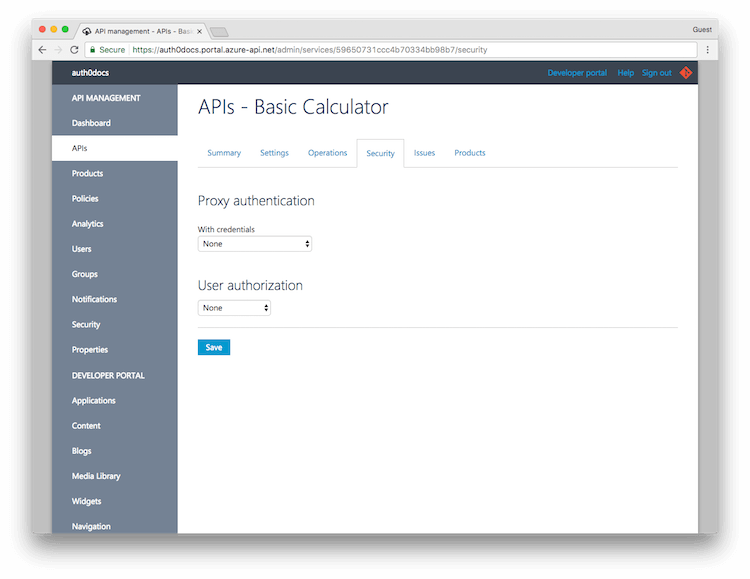 API management - APIs - Basi
Guest
Secure
https://auth0docs.portal.azure-api.net/admin/services/59650731ccc4b70334bb98b7/security
auth0docs
Developer portal
Help
Sign out
API MANAGEMENT
Dashboard
APIs
Products
Policies
Analytics
Users
Groups
Notifications
Security
Properties
DEVELOPER PORTAL
Applications
Content
Blogs
Media Library
Widgets
Navigation
APIs - Basic Calculator
Summary
Settings
Operations
Security
Issues
Products
Proxy authentication
With credentials
None
User authorization
None
Save